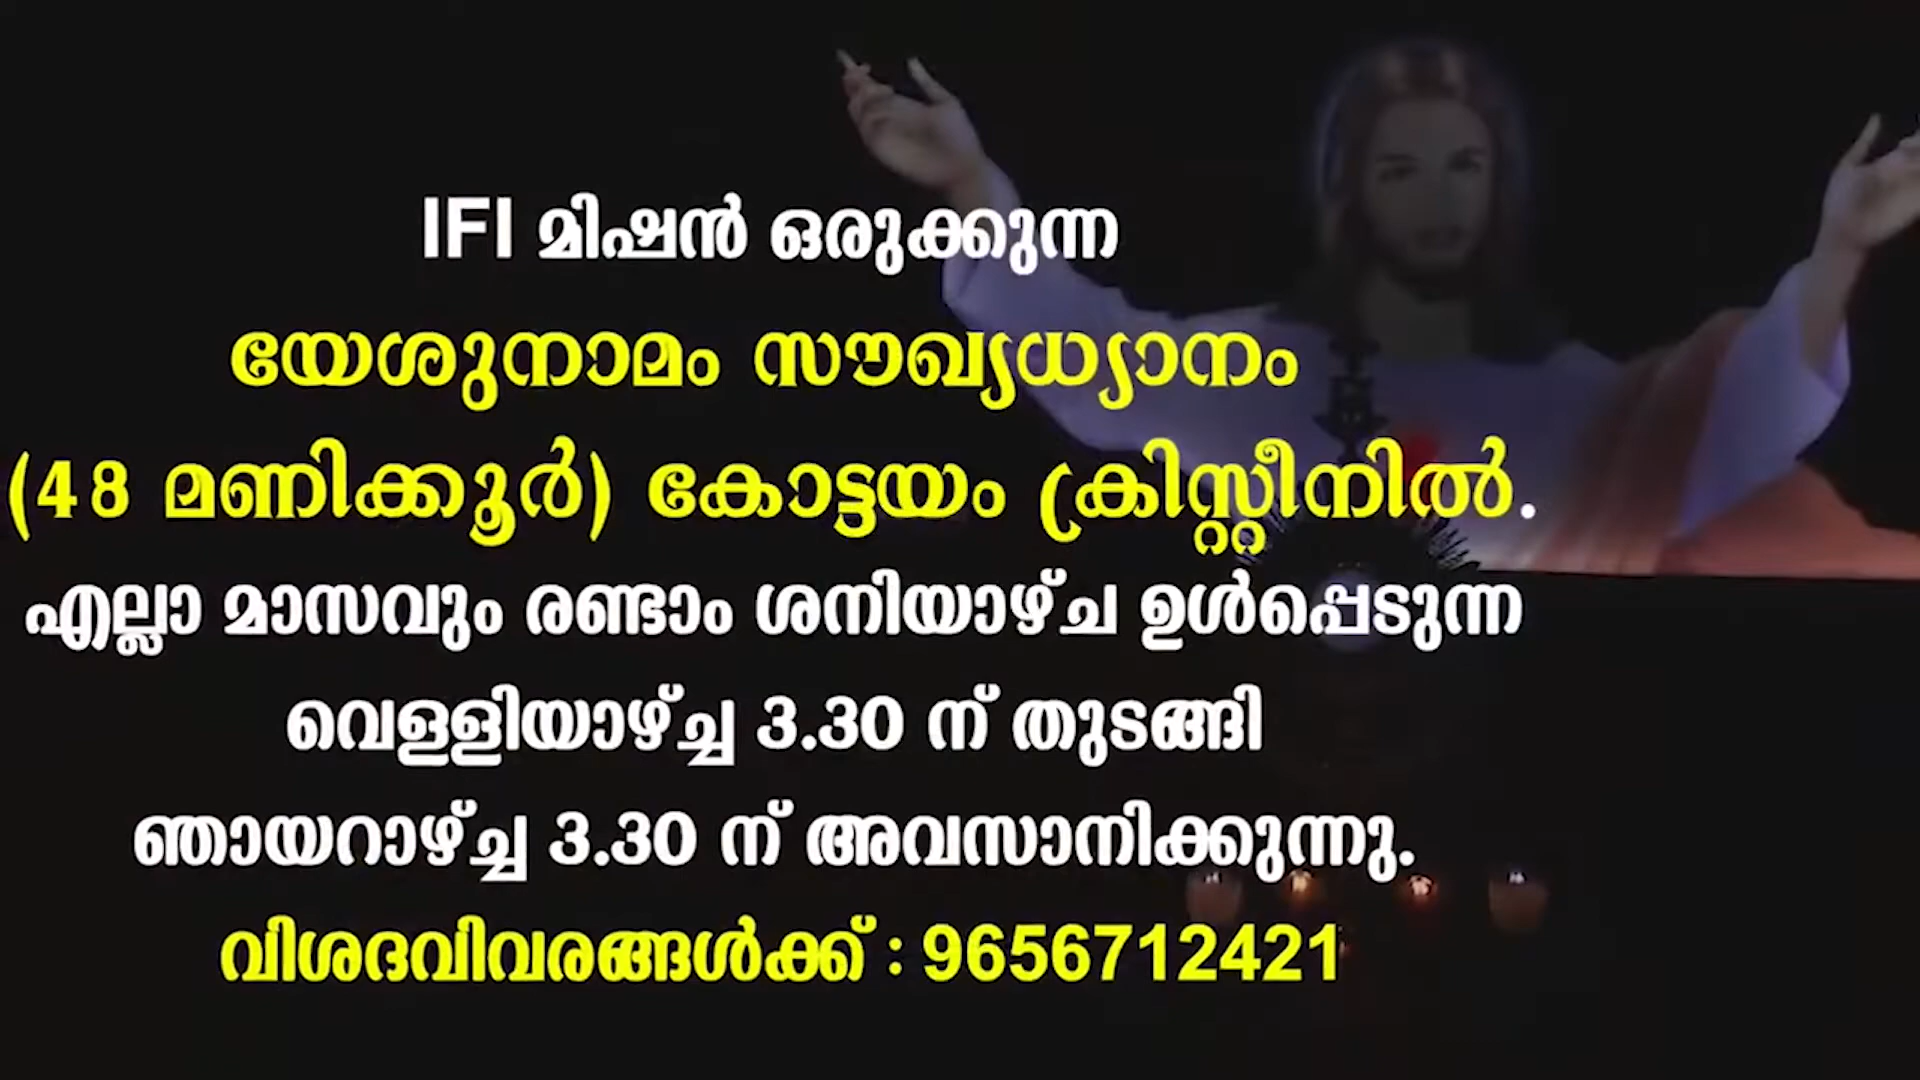 IFI മിഷൻ ഒരുക്കുന്ന
യേശുനാമം സൗഖ്യധ്യാനം
(48 മണിക്കൂർ) കോട്ടയം ക്രിസ്റ്റീനിൽ.
എല്ലാ മാസവും രണ്ടാം ശനിയാഴ്ച ഉൾപ്പെടുന്ന
വെള്ളിയാഴ്ച്ച 3.30 ന് തുടങ്ങി
ഞായറാഴ്ച്ച 3.30 ന് അവസാനിക്കുന്നു.
വിശദവിവരങ്ങൾക്ക് : 9656712421